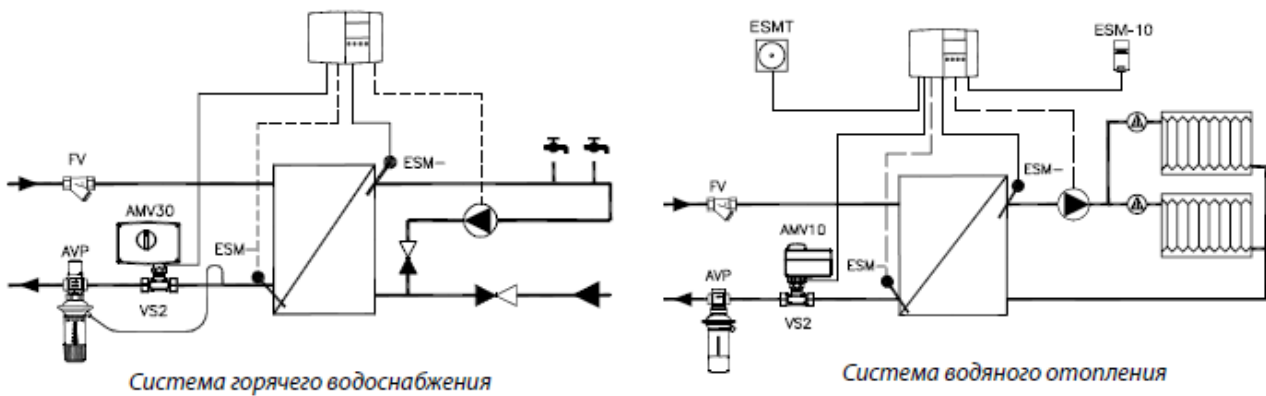 ESMT
ESM-10
FV
ESM-
AMV30
AVP
ESM-
VS2
Система горячего водоснабжения
FV
ESM-
AMV10
AVP
ESM-
VS2
Система водяного отопления